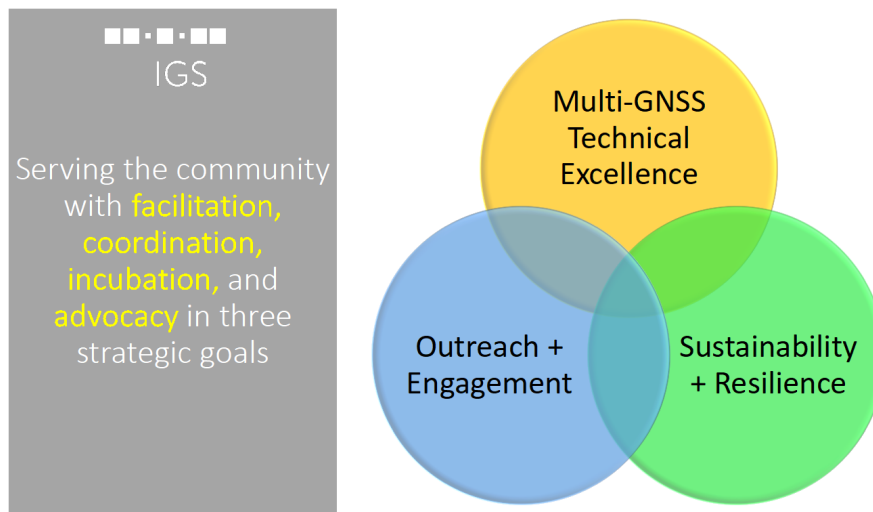 IGS
Serving the community
with facilitation,
coordination,
incubation, and
advocacy in three
strategic goals
Multi-GNSS
Technical
Excellence
Outreach +
Engagement
Sustainability
+ Resilience